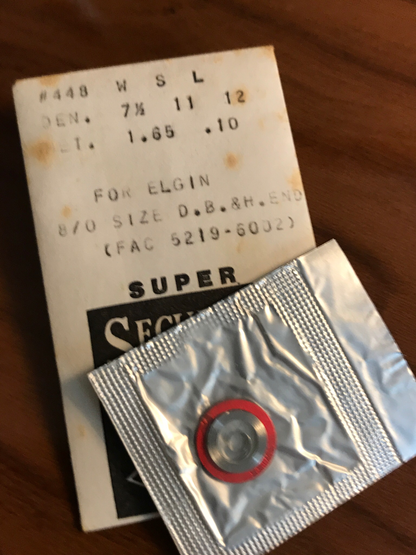 #448 W S L
DEN. 7½ 11 12
ET. 1.65 .10
FOR ELGIN
8/0 SIZE D.B.&H.END
(FAC 5219-6002)
SUPER